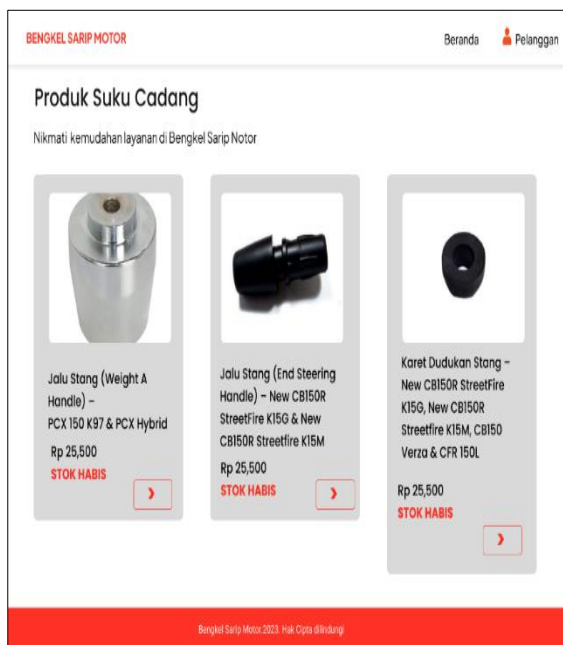 BENGKEL SARIP MOTOR
Beranda
Pelanggan
Produk Suku Cadang
Nikmati kemudahan layanan di Bengkel Sarip Notor
Jalu Stang (Weight A
Handle) –
PCX 150 K97 & PCX Hybrid
Rp 25,500
STOK HABIS
Jalu Stang (End Steering
Handle) – New CB150R
StreetFire K15G & New
CB150R Streetfire K15M
Rp 25,500
STOK HABIS
Karet Dudukan Stang –
New CB150R StreetFire
K15G, New CB150R
Streetfire K15M, CB150
Verza & CFR 150L
Rp 25,500
STOK HABIS
Bengkel Sarip Motor.2023. Hak Cipta dilindungi